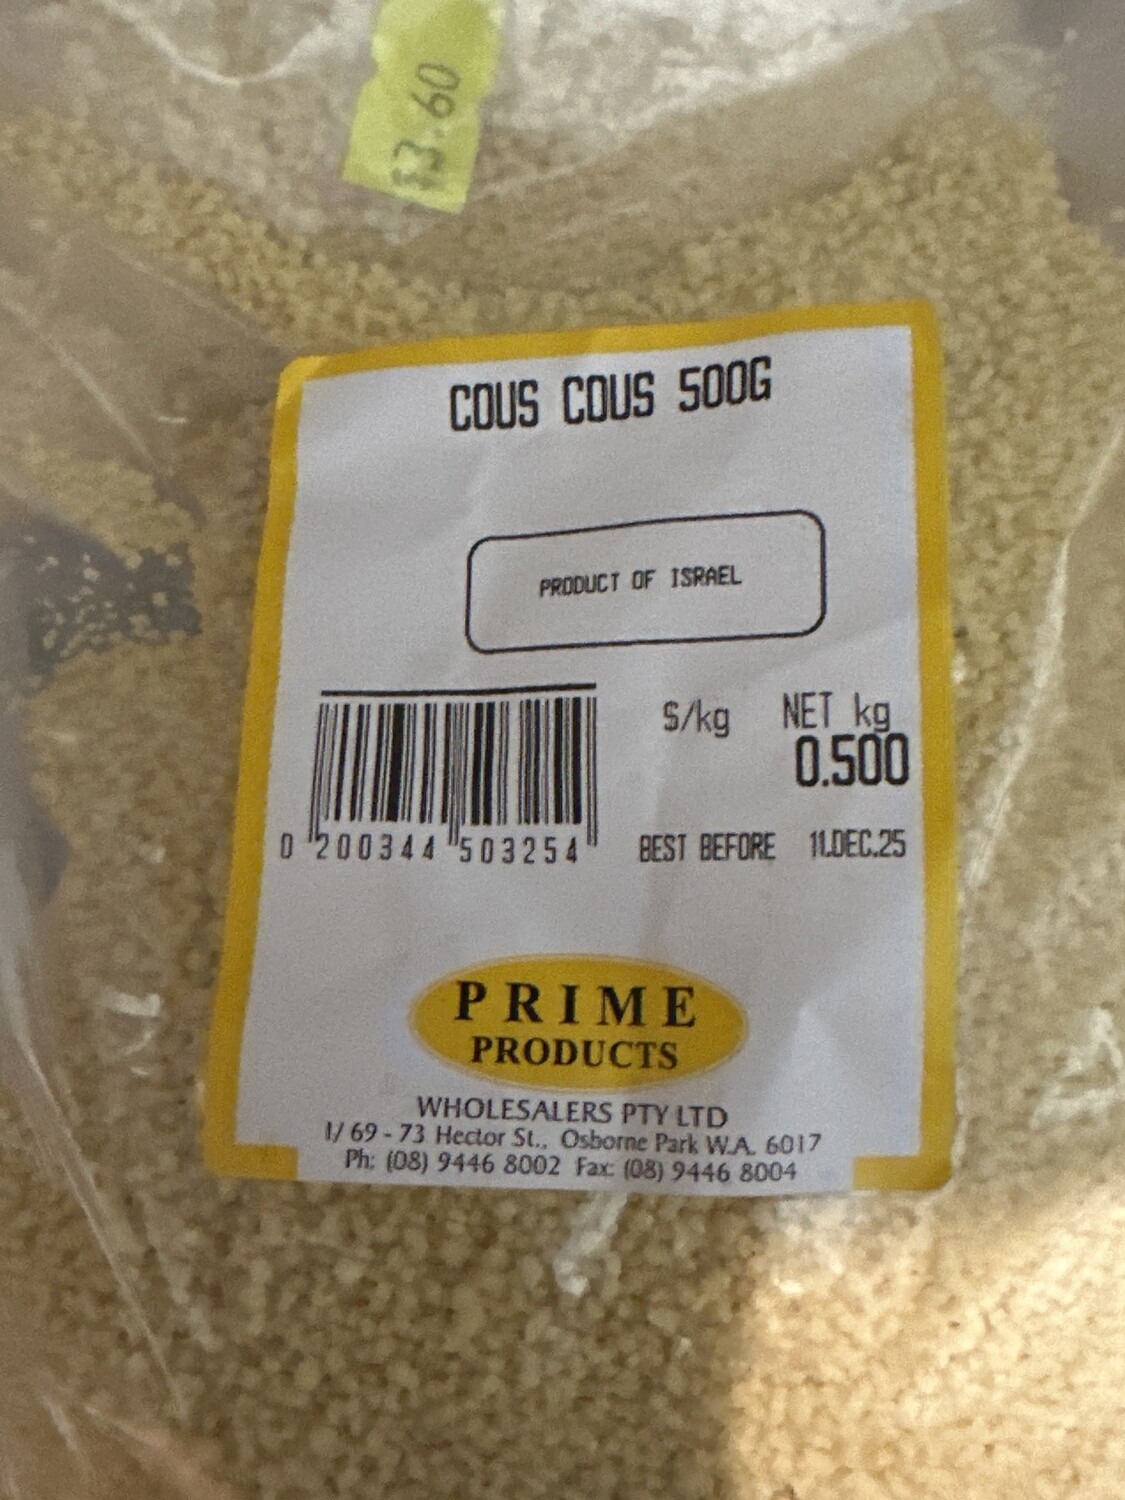 $3.60
COUS COUS 500G
PRODUCT OF ISRAEL
$/kg NET kg
0.500
0 200344 503254
BEST BEFORE 11.DEC.25
PRIME
PRODUCTS
WHOLESALERS PTY LTD
1/ 69 - 73 Hector St., Osborne Park W.A. 6017
Ph: (08) 9446 8002 Fax: (08) 9446 8004